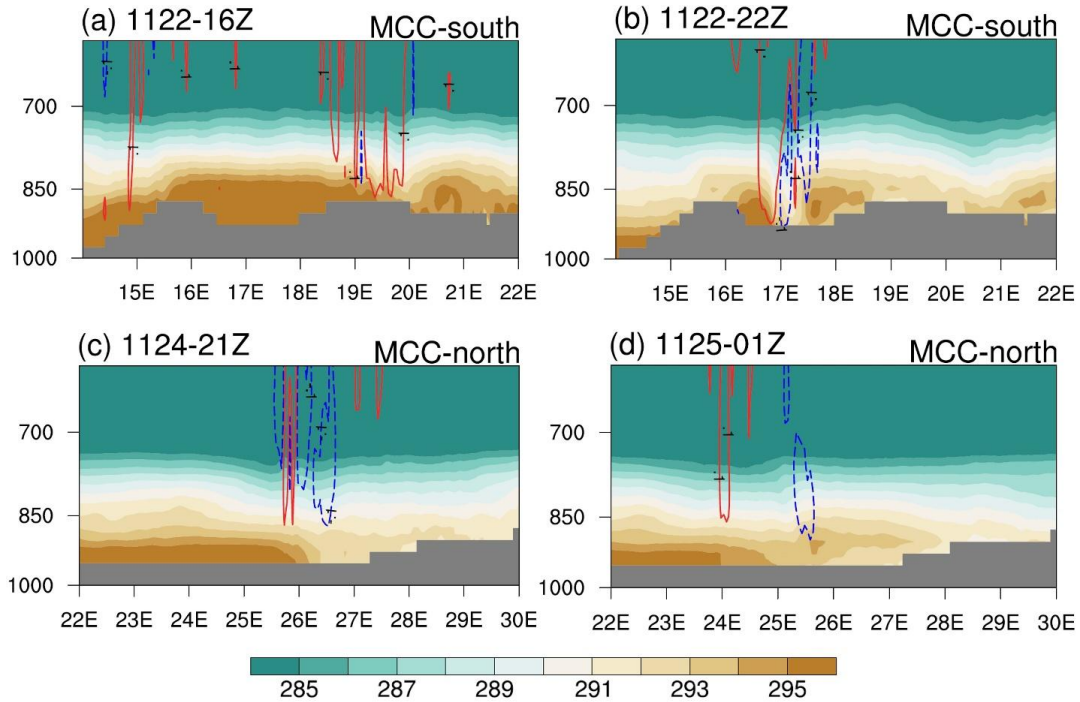 (a) 1122-16Z MCC-south
700
850
1000
15E 16E 17E 18E 19E 20E 21E 22E
(b) 1122-22Z MCC-south
700
850
1000
15E 16E 17E 18E 19E 20E 21E 22E
(c) 1124-21Z MCC-north
700
850
1000
22E 23E 24E 25E 26E 27E 28E 29E 30E
(d) 1125-01Z MCC-north
700
850
1000
22E 23E 24E 25E 26E 27E 28E 29E 30E
285 287 289 291 293 295